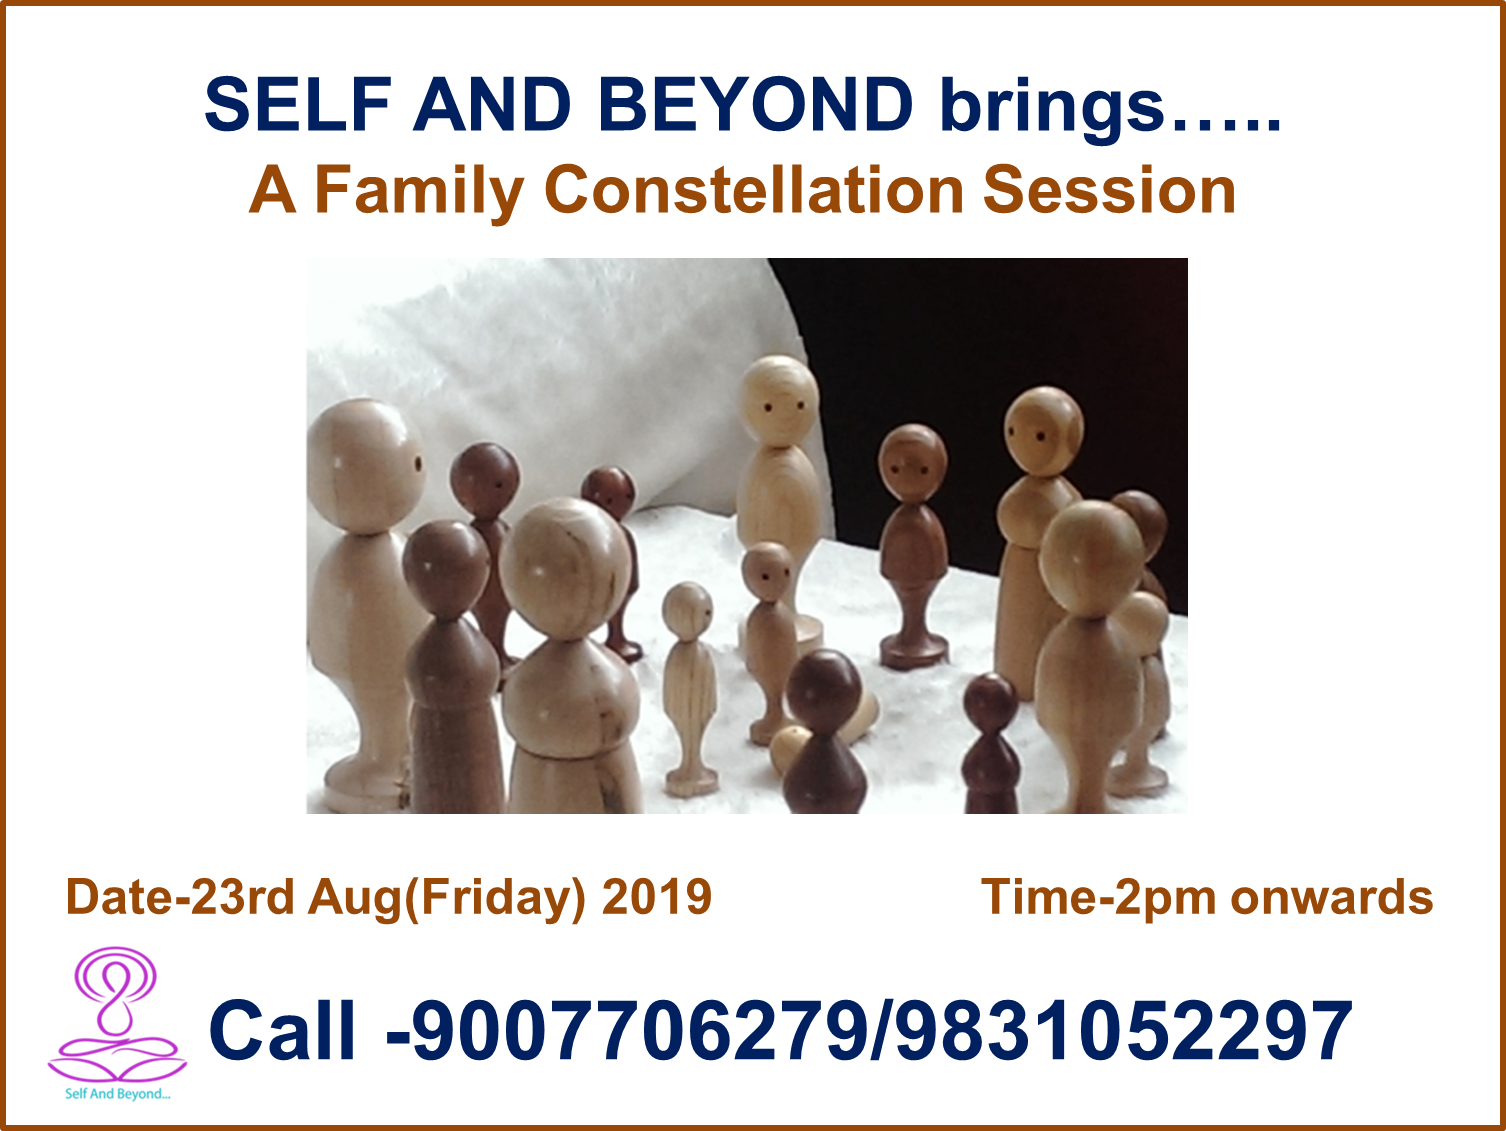 SELF AND BEYOND brings…..
A Family Constellation Session
Date-23rd Aug(Friday) 2019
Time-2pm onwards
Call -9007706279/9831052297
Self And Beyond...